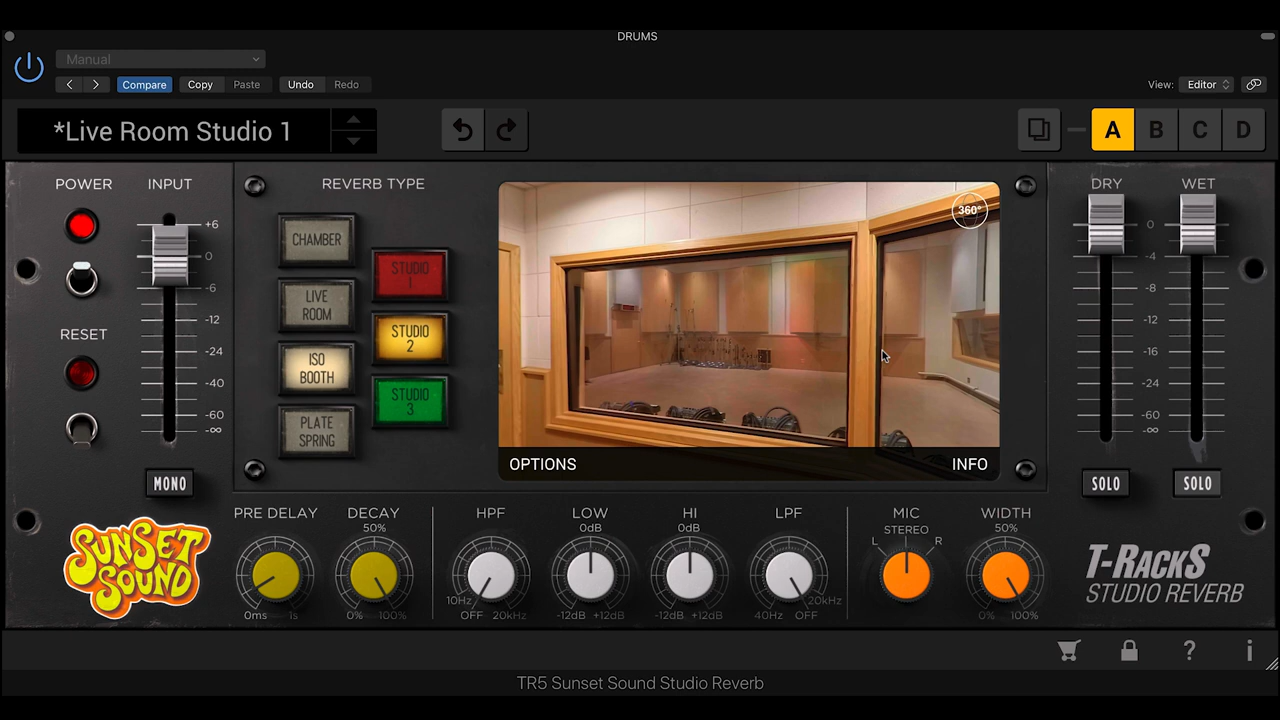 DRUMS
Manual
Compare
Copy
Paste
Undo
Redo
View:
Editor
*Live Room Studio 1
A
B
C
D
POWER
INPUT
REVERB TYPE
DRY
WET
+6
0
-6
-12
-24
-40
-60
-∞
RESET
MONO
CHAMBER
LIVE
ROOM
ISO
BOOTH
PLATE
SPRING
STUDIO
1
STUDIO
2
STUDIO
3
360°
OPTIONS
INFO
0
-4
-8
-12
-16
-24
-60
-∞
SOLO
SOLO
SUNSET
SOUND
PRE DELAY
0ms 1s
DECAY
50%
0% 100%
HPF
10Hz
OFF 20kHz
LOW
0dB
-12dB +12dB
HI
0dB
-12dB +12dB
LPF
20kHz
40Hz OFF
MIC
STEREO
L R
WIDTH
50%
0% 100%
T-RackS
STUDIO REVERB
?
i
TR5 Sunset Sound Studio Reverb